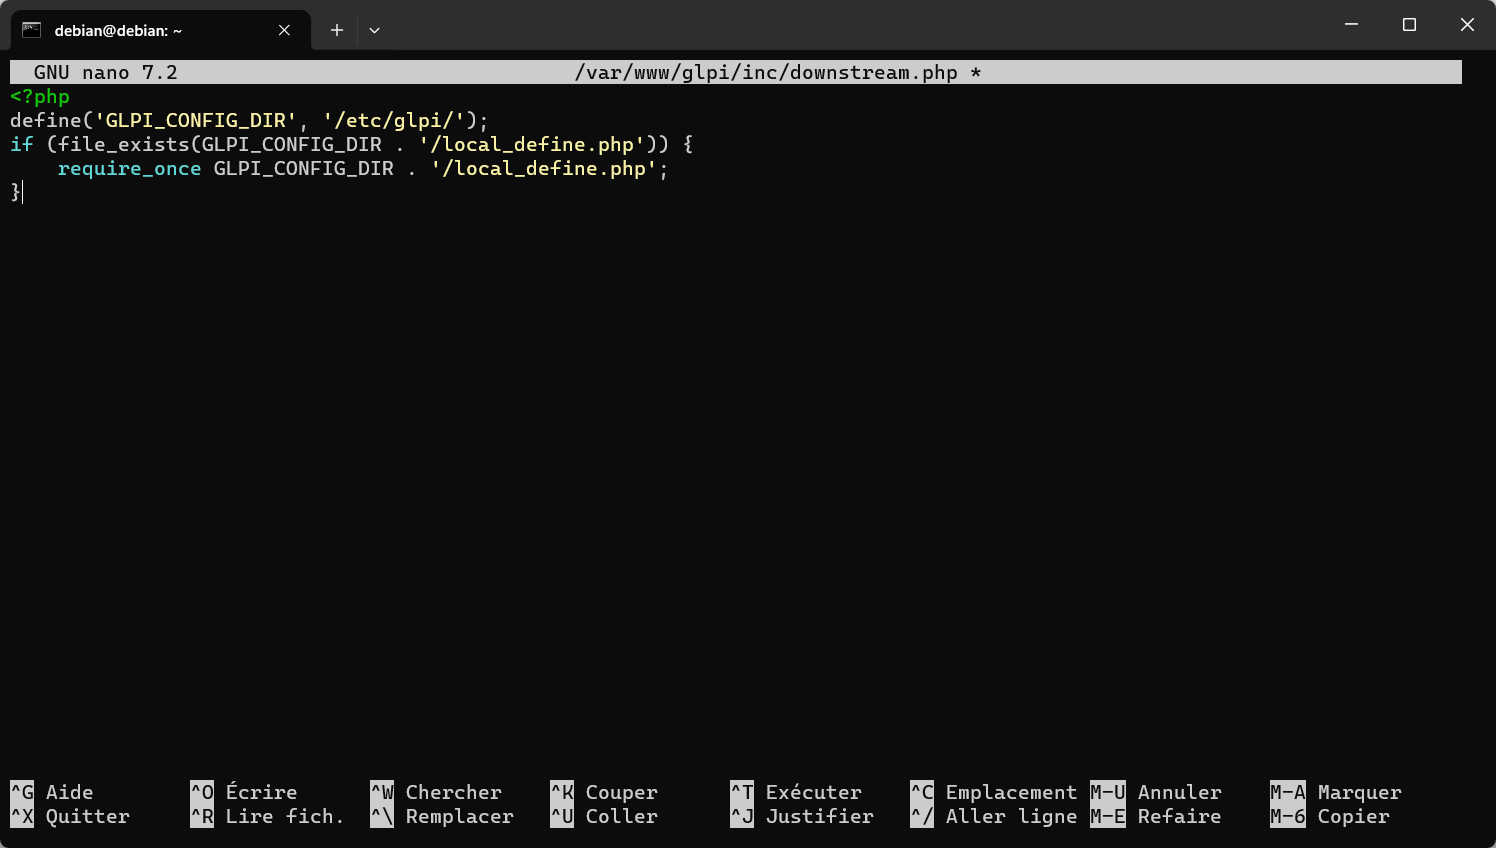 debian@debian: ~
GNU nano 7.2 /var/www/glpi/inc/downstream.php *
<?php
define('GLPI_CONFIG_DIR', '/etc/glpi/');
if (file_exists(GLPI_CONFIG_DIR . '/local_define.php')) {
    require_once GLPI_CONFIG_DIR . '/local_define.php';
}
^G Aide ^O Écrire ^W Chercher ^K Couper ^T Exécuter ^C Emplacement M-U Annuler M-A Marquer
^X Quitter ^R Lire fich. ^\ Remplacer ^U Coller ^J Justifier ^/ Aller ligne M-E Refaire M-6 Copier